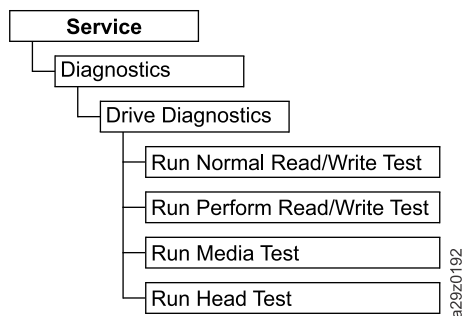 Service
Diagnostics
Drive Diagnostics
Run Normal Read/Write Test
Run Perform Read/Write Test
Run Media Test
Run Head Test
a29z0192